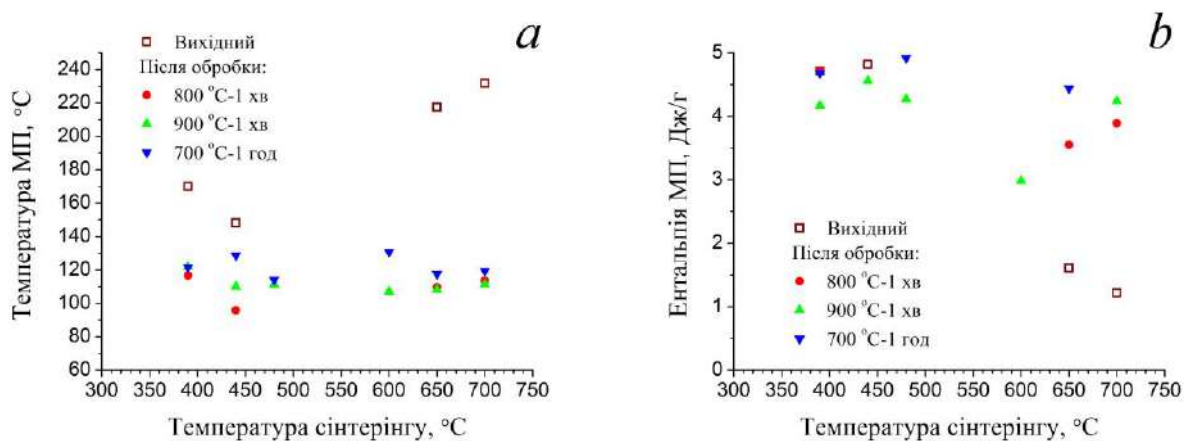 a
Вихідний
Після обробки:
800 °C-1 хв
900 °C-1 хв
700 °C-1 год
240
220
200
180
160
140
120
100
80
60
300 350 400 450 500 550 600 650 700 750
Температура МП, °C
Температура сінтерінгу, °C
b
5
4
3
2
1
0
Вихідний
Після обробки:
800 °C-1 хв
900 °C-1 хв
700 °C-1 год
300 350 400 450 500 550 600 650 700 750
Ентальпія МП, Дж/г
Температура сінтерінгу, °C